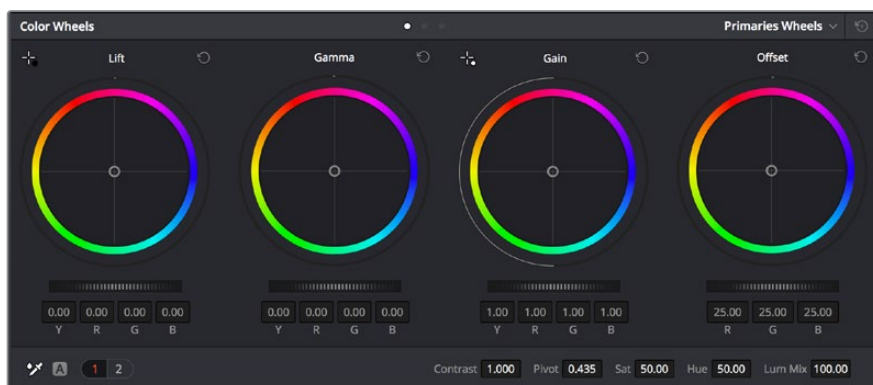 Color Wheels Primaries Wheels
Lift Gamma Gain Offset
0.00 0.00 0.00 0.00 0.00 0.00 0.00 0.00 1.00 1.00 1.00 1.00 25.00 25.00 25.00
Y R G B Y R G B Y R G B R G B
A 1 2 Contrast 1.000 Pivot 0.435 Sat 50.00 Hue 50.00 Lum Mix 100.00